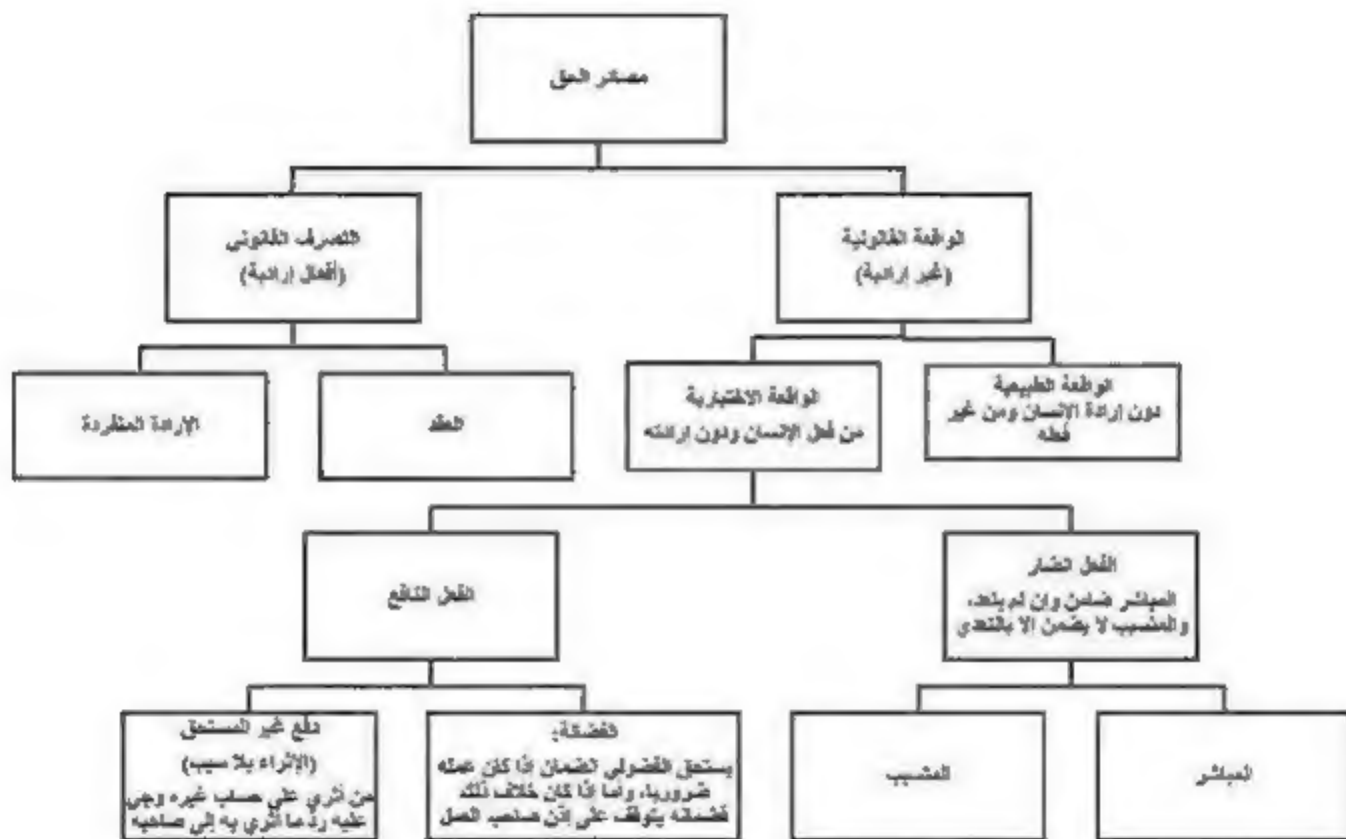 مصادر الحق
الواقعة القانونية
(غير إرادية)
التصرف القانوني
(أفعال إرادية)
الواقعة الطبيعية
دون إرادة الإنسان ومن غير
فعله
الواقعة الاختيارية
من فعل الإنسان ودون إرادته
العقد
الإرادة المنفردة
الفعل الضار
المباشر ضامن وإن لم يتعد،
والمتسبب لا يضمن إلا بالتعدي
الفعل النافع
المباشر
المتسبب
الفضالة:
يستحق الفضولي الضمان إذا كان عمله
ضروريا، وأما إذا كان خلاف ذلك
فضمانه يتوقف على إذن صاحب العمل
دفع غير المستحق
(الإثراء بلا سبب)
من أثري على حساب غيره وجب
عليه رد ما أثري به إلى صاحبه